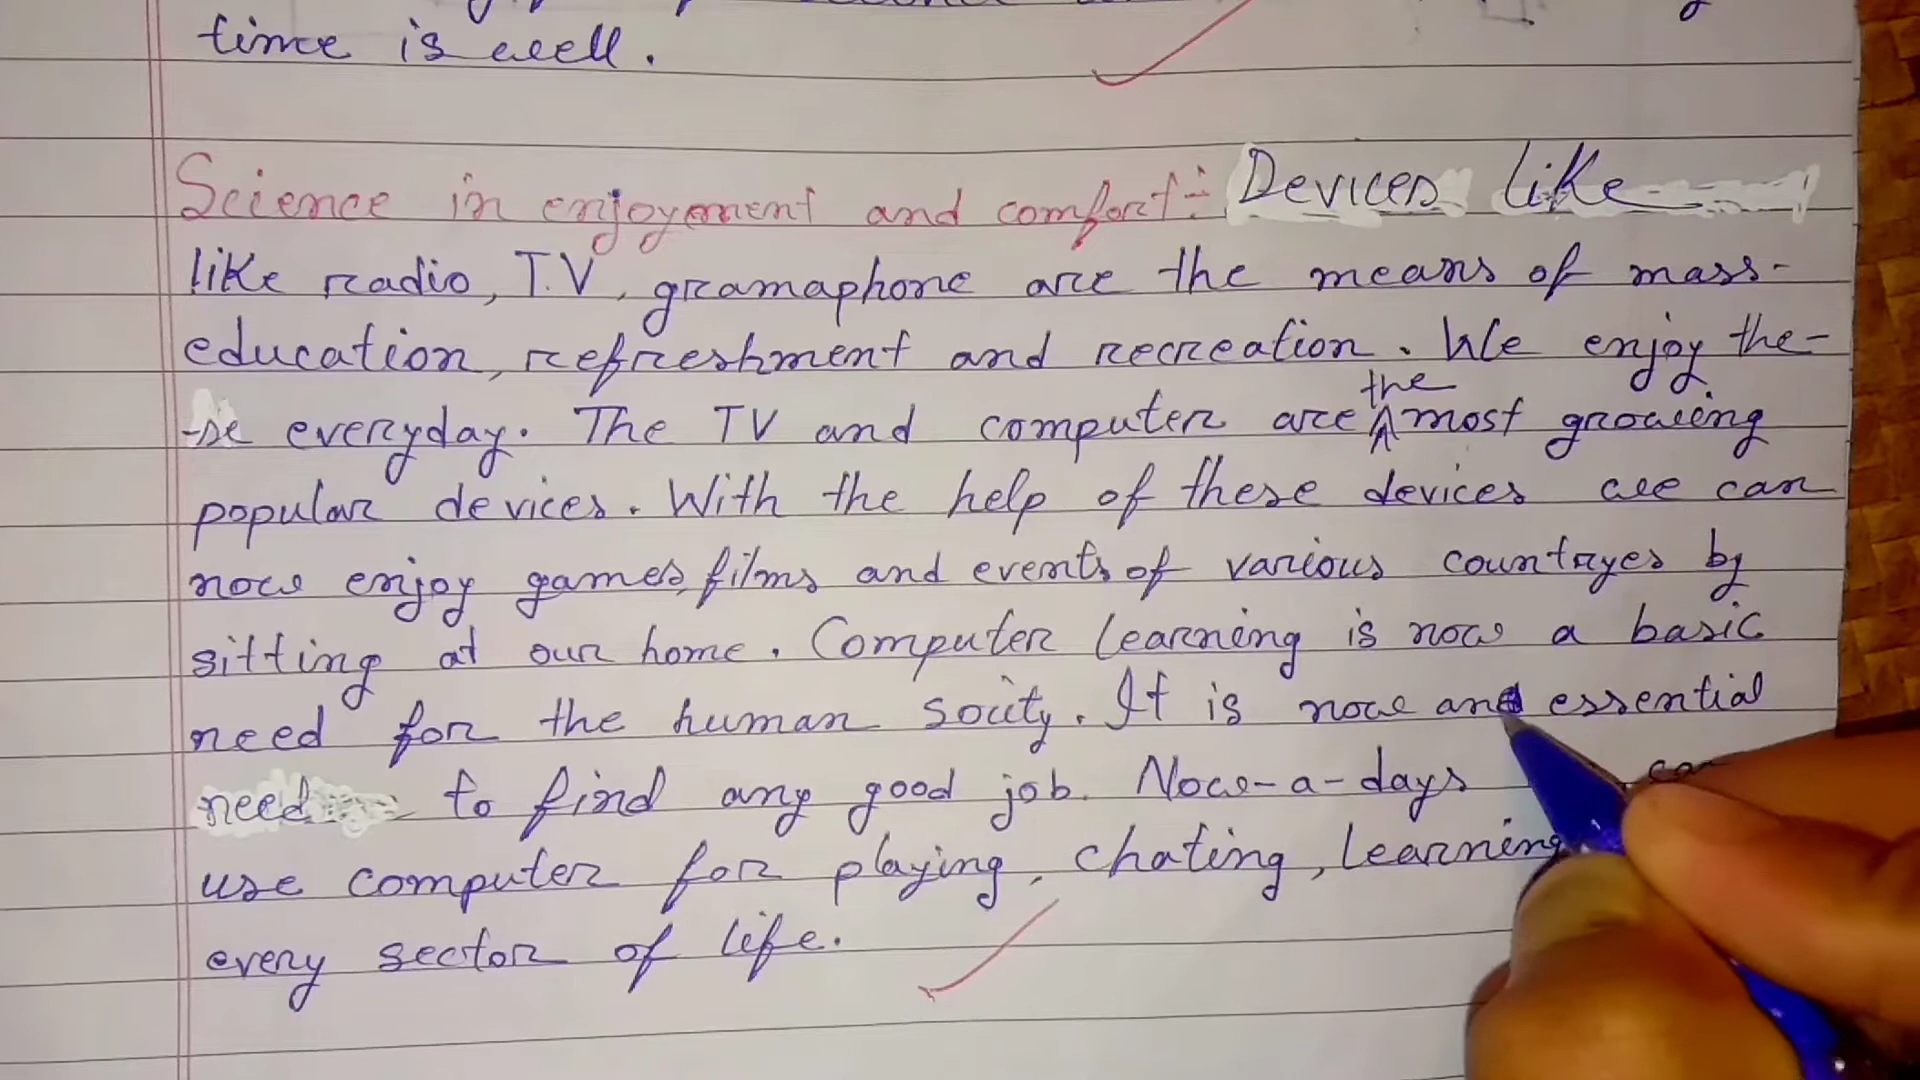 time is well.
Science in enjoyement and comfort:- Devices like
like radio, T.V, gramaphone are the means of mass-
education, refreshment and recreation. We enjoy the-
-se everyday. The TV and computer are the most growing
popular devices. With the help of these devices we can
now enjoy games, films and events of various countryes by
sitting at our home. Computer learning is now a basic
need for the human socity. It is now an essential
need to find any good job. Now-a-days can
use computer for playing, chating, learning
every sector of life.